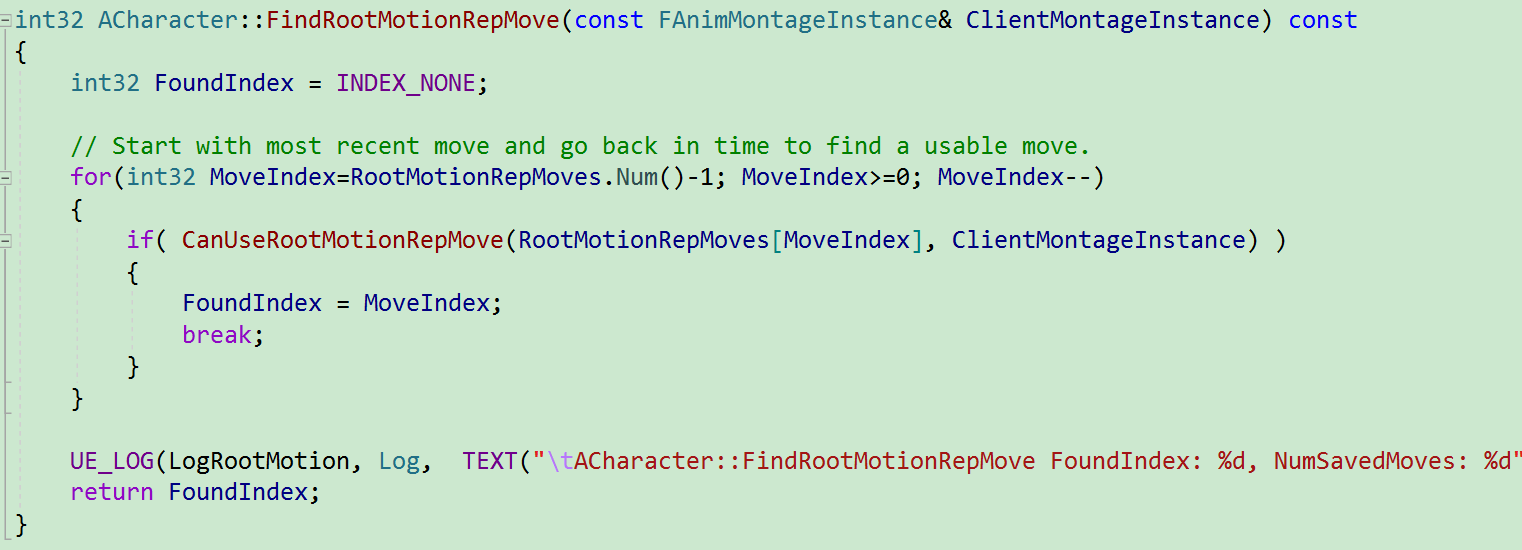 int32 ACharacter::FindRootMotionRepMove(const FAnimMontageInstance& ClientMontageInstance) const
{
    int32 FoundIndex = INDEX_NONE;

    // Start with most recent move and go back in time to find a usable move.
    for(int32 MoveIndex=RootMotionRepMoves.Num()-1; MoveIndex>=0; MoveIndex--)
    {
        if( CanUseRootMotionRepMove(RootMotionRepMoves[MoveIndex], ClientMontageInstance) )
        {
            FoundIndex = MoveIndex;
            break;
        }
    }

    UE_LOG(LogRootMotion, Log,  TEXT("\tACharacter::FindRootMotionRepMove FoundIndex: %d, NumSavedMoves: %d"
    return FoundIndex;
}